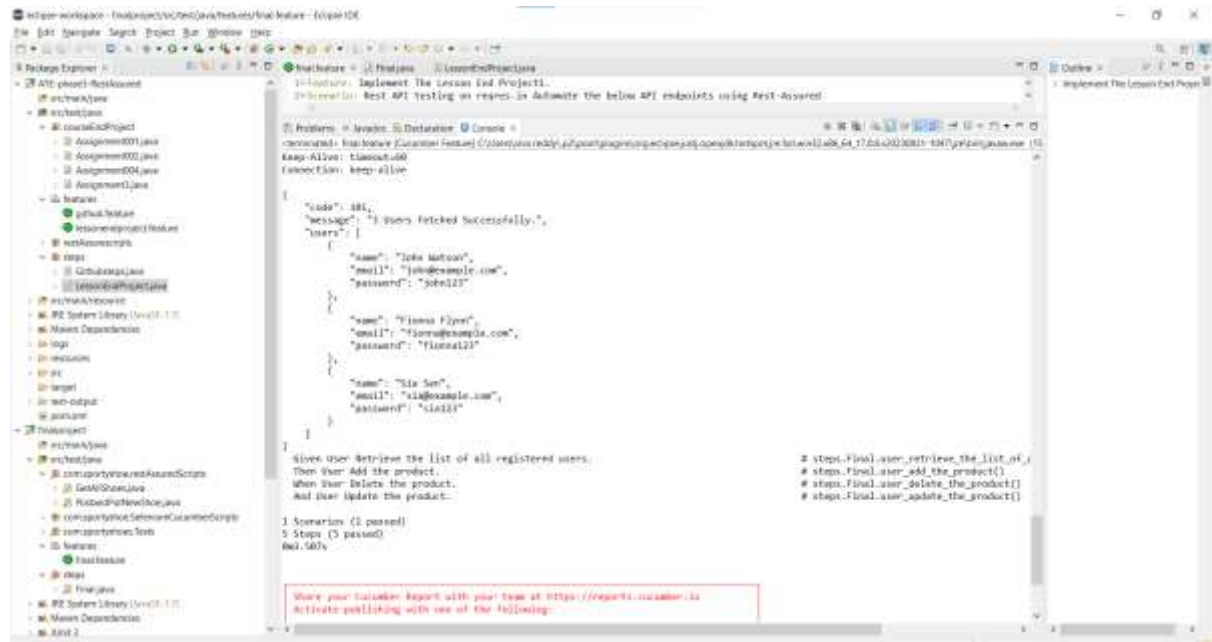 eclipse-workspace - finalproject/src/test/java/features/final.feature - Eclipse IDE
File Edit Navigate Search Project Run Window Help
Package Explorer
final.feature Final.java LessonEndProject.java
Outline
1 Feature: Implement The Lesson End Project1.
2 Scenario: Rest API testing on reqres.in Automate the below API endpoints using Rest-Assured
Implement The Lesson End Project
Problems Javadoc Declaration Console
ATE-phase3-RestAssured
src/main/java
src/test/java
courseEndProject
Assignment001.java
Assignment002.java
Assignment004.java
Assignment3.java
features
github.feature
lessonendproject.feature
restAssuredscripts
steps
Githubsteps.java
LessonEndProject.java
src/main/resource
JRE System Library
Maven Dependencies
logs
resources
src
target
test-output
pom.xml
finalproject
src/main/java
src/test/java
com.sportyshoe.restAssuredScripts
GetAllShoes.java
com.sportyshoe.SeleniumCucumberScripts
com.sportyshoes.Tests
features
final.feature
steps
Final.java
JRE System Library
Maven Dependencies
JUnit
Keep-Alive: timeout=60
Connection: keep-alive
{
"code": 101,
"message": "3 Users Fetched Successfully.",
"users": [
{
"name": "John Watson",
"email": "john@example.com",
"password": "john123"
},
{
"name": "Fionna Flynn",
"email": "fionna@example.com",
"password": "fionna123"
},
{
"name": "Sia Sen",
"email": "sia@example.com",
"password": "sia123"
}
]
}
Given User Retrieve the list of all registered users. # steps.Final.user_retrieve_the_list_of_
Then User Add the product. # steps.Final.user_add_the_product()
When User Delete the product. # steps.Final.user_delete_the_product()
And User Update the product. # steps.Final.user_update_the_product()
1 Scenarios (1 passed)
5 Steps (5 passed)
0m3.507s
Share your Cucumber Report with your team at https://reports.cucumber.io
Activate publishing with one of the following: